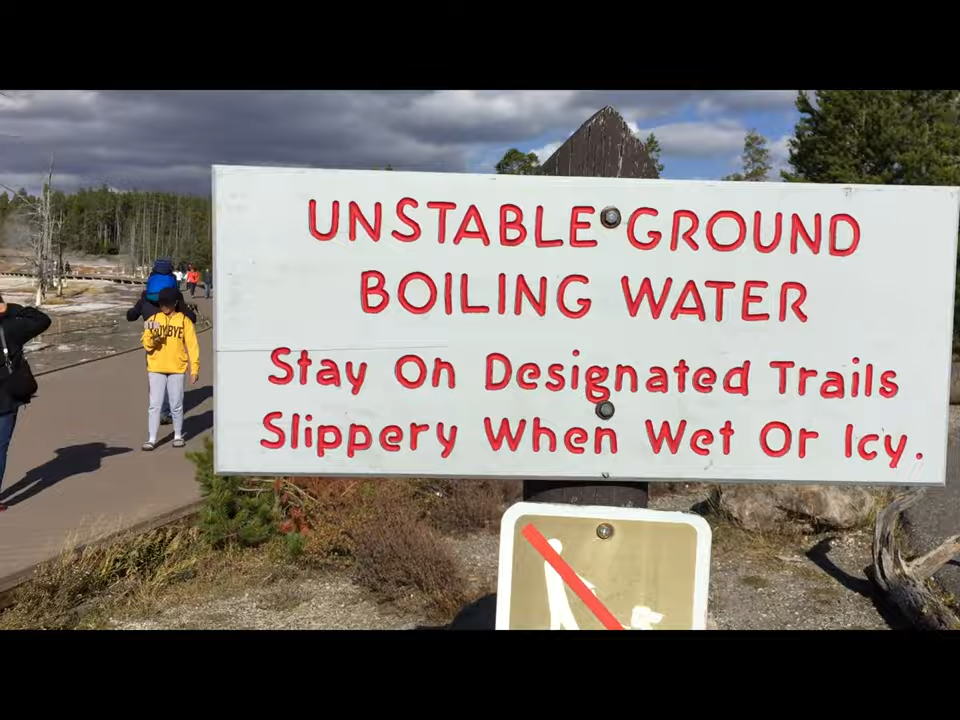 UNSTABLE GROUND
BOILING WATER
Stay On Designated Trails
Slippery When Wet Or Icy.